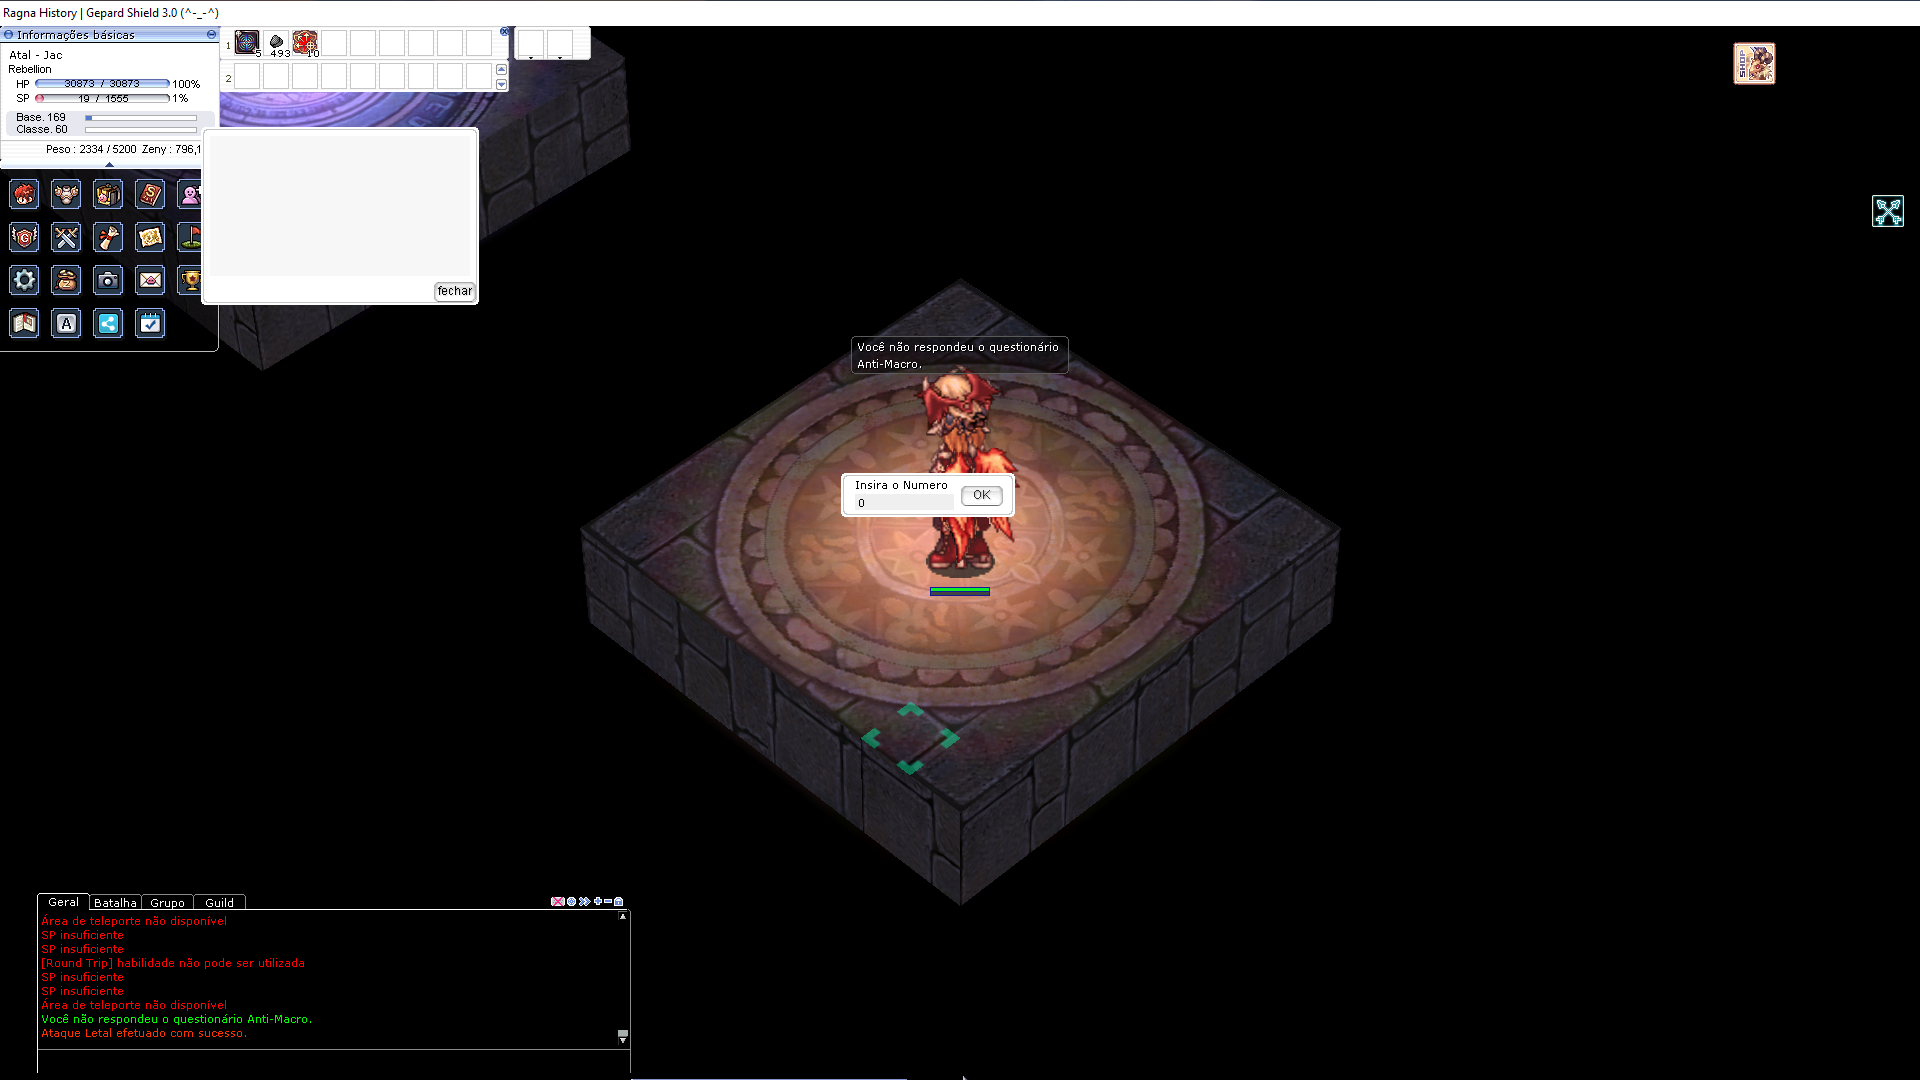 Ragna History | Gepard Shield 3.0 (^-_-^)
Informações básicas
Atal - Jac
Rebellion
HP 30873 / 30873 100%
SP 19 / 1555 1%
Base. 169
Classe. 60
Peso : 2334 / 5200 Zeny : 796,1
1 5 493 10
2
SHOP
fechar
Você não respondeu o questionário
Anti-Macro.
Insira o Numero
0
OK
Geral Batalha Grupo Guild
Área de teleporte não disponível
SP insuficiente
SP insuficiente
[Round Trip] habilidade não pode ser utilizada
SP insuficiente
SP insuficiente
Área de teleporte não disponível
Você não respondeu o questionário Anti-Macro.
Ataque Letal efetuado com sucesso.